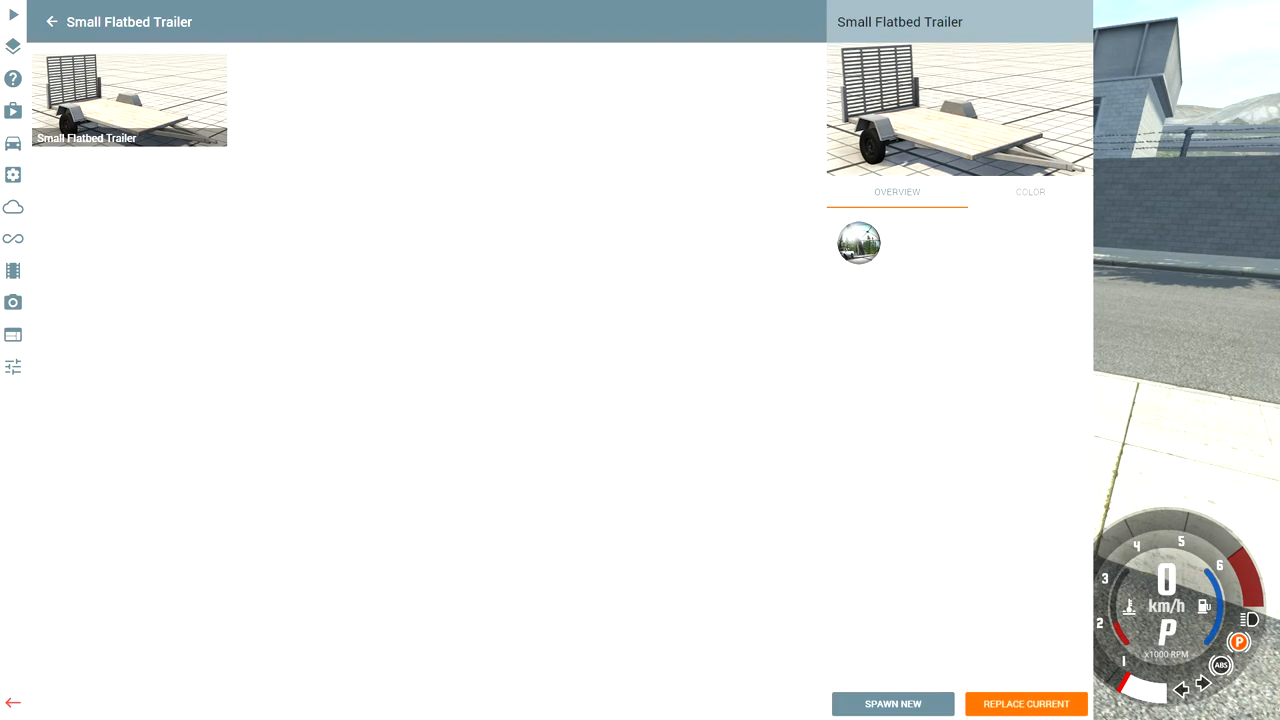 Small Flatbed Trailer
Small Flatbed Trailer
Small Flatbed Trailer
OVERVIEW
COLOR
SPAWN NEW
REPLACE CURRENT
1
2
3
4
5
6
0
km/h
P
x1000 RPM
P
ABS